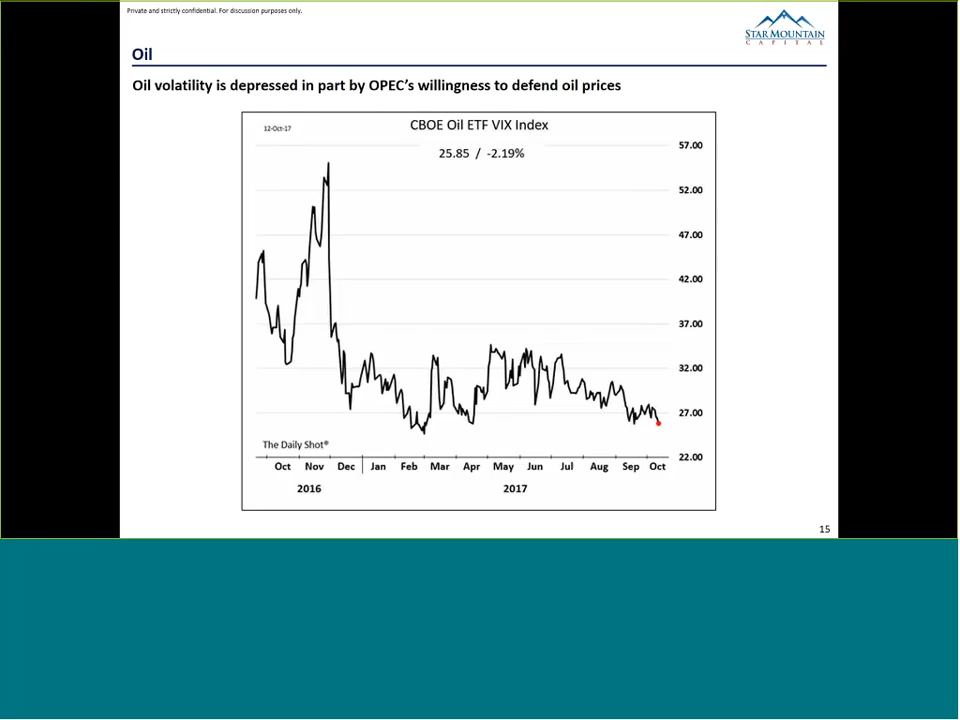 Private and strictly confidential. For discussion purposes only.
STAR MOUNTAIN
CAPITAL
Oil
Oil volatility is depressed in part by OPEC's willingness to defend oil prices
12-Oct-17
CBOE Oil ETF VIX Index
25.85 / -2.19%
57.00
52.00
47.00
42.00
37.00
32.00
27.00
The Daily Shot®
22.00
Oct Nov Dec Jan Feb Mar Apr May Jun Jul Aug Sep Oct
2016 2017
15